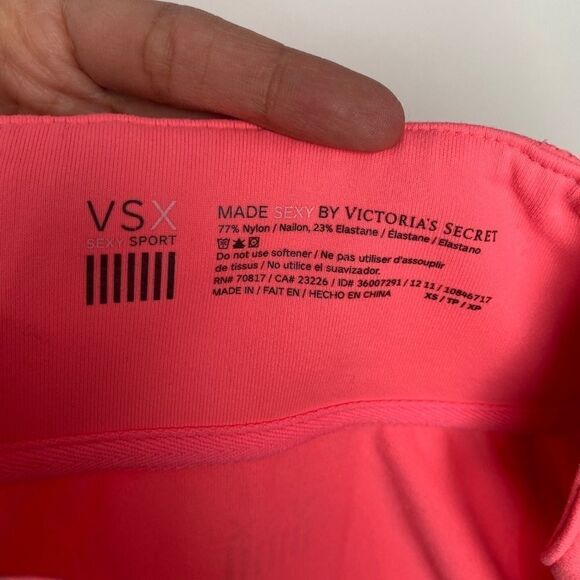 VSX
SEXY SPORT
MADE SEXY BY VICTORIA'S SECRET
77% Nylon / Nailon, 23% Elastane / Élastane / Elastano
Do not use softener / Ne pas utiliser d'assouplir
de tissus / No utilice el suavizador.
RN# 70817 / CA# 23226 / ID# 36007291 / 12 11 / 10846717
MADE IN / FAIT EN / HECHO EN CHINA XS / TP / XP